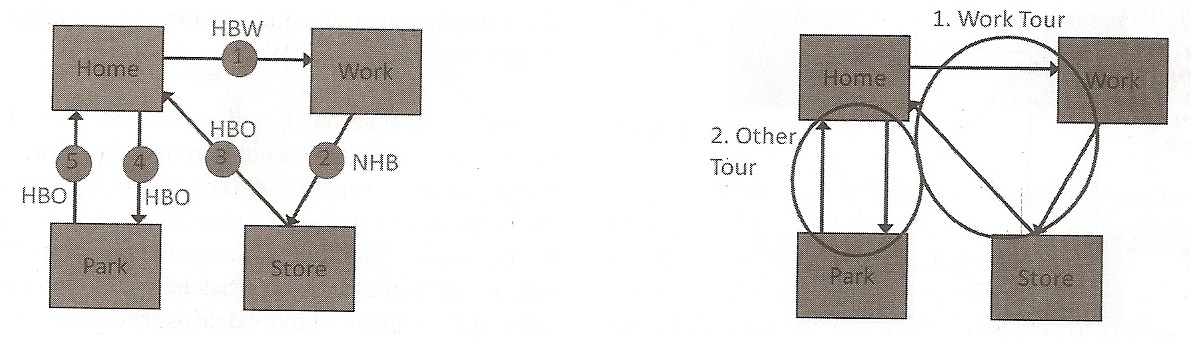 HBW
1
Home
Work
HBO
3
2
NHB
5
4
HBO
HBO
Park
Store
1. Work Tour
Home
Work
2. Other
Tour
Park
Store